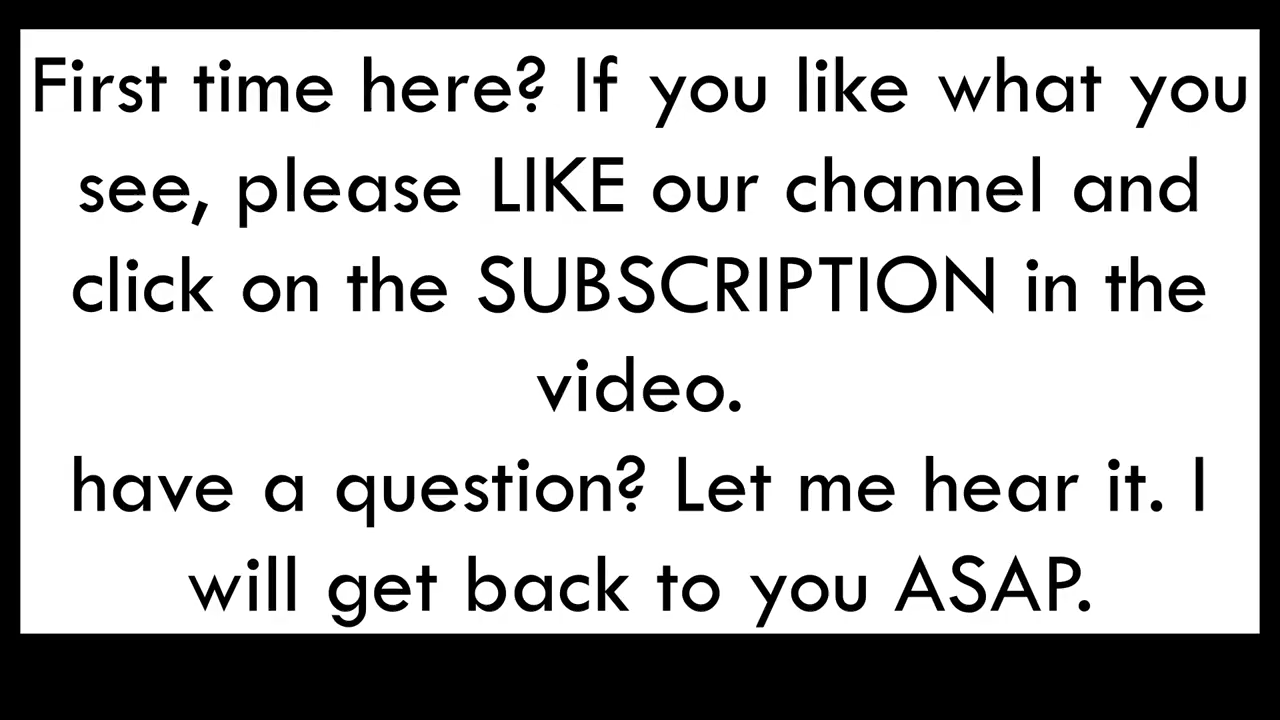 First time here? If you like what you
see, please LIKE our channel and
click on the SUBSCRIPTION in the
video.
have a question? Let me hear it. I
will get back to you ASAP.